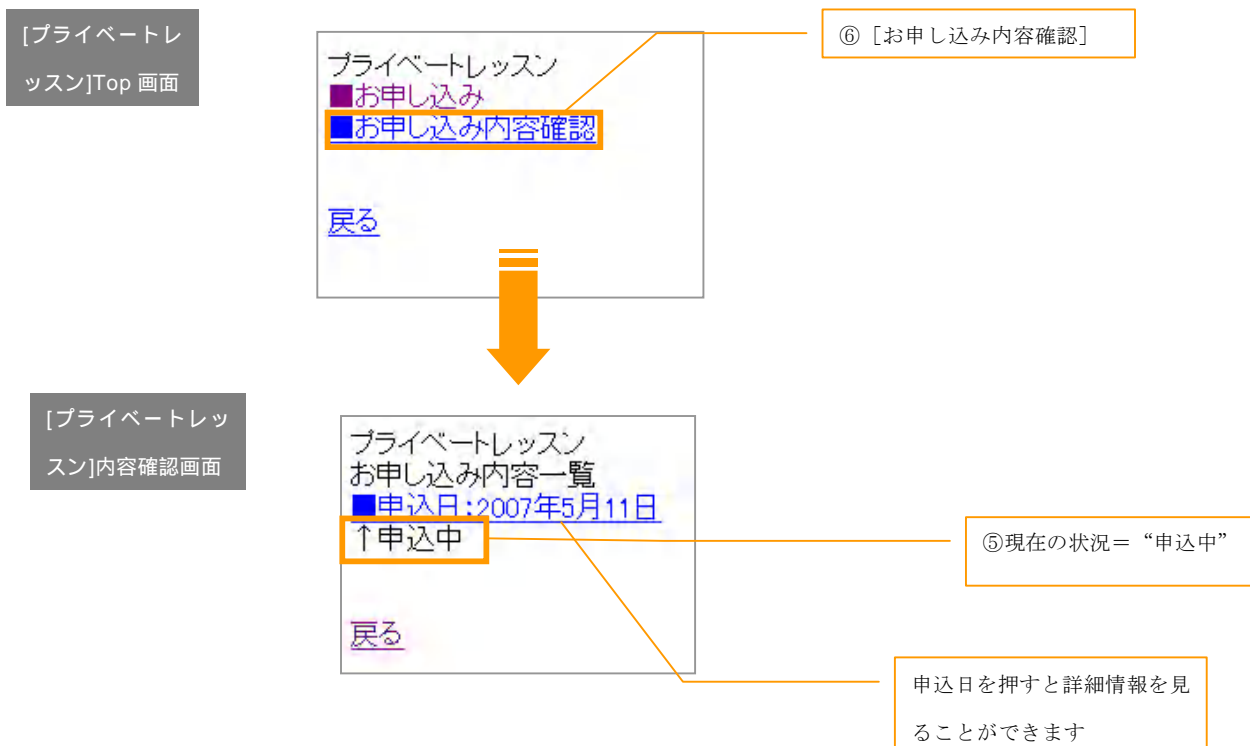 [プライベートレ
ッスン]Top 画面
プライベートレッスン
■お申し込み
■お申し込み内容確認
戻る
⑥［お申し込み内容確認］
[プライベートレッ
スン]内容確認画面
プライベートレッスン
お申し込み内容一覧
■申込日:2007年5月11日
↑申込中
戻る
⑤現在の状況＝“申込中”
申込日を押すと詳細情報を見
ることができます